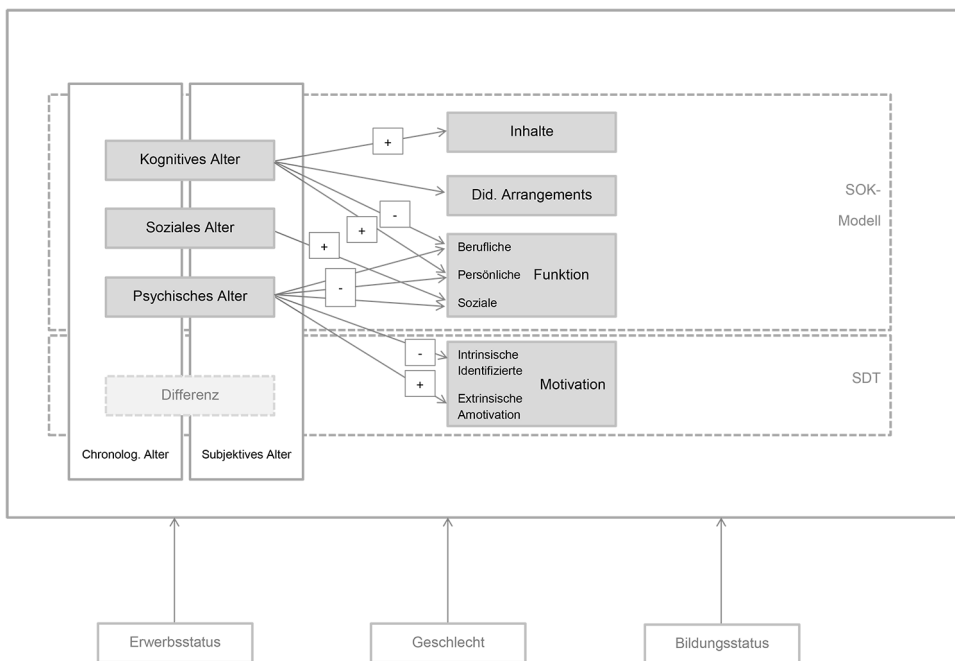 Kognitives Alter
Soziales Alter
Psychisches Alter
Differenz
Chronolog. Alter
Subjektives Alter
+
-
+
+
-
-
+
Inhalte
Did. Arrangements
Berufliche
Persönliche Funktion
Soziale
Intrinsische
Identifizierte
Motivation
Extrinsische
Amotivation
SOK-
Modell
SDT
Erwerbsstatus
Geschlecht
Bildungsstatus